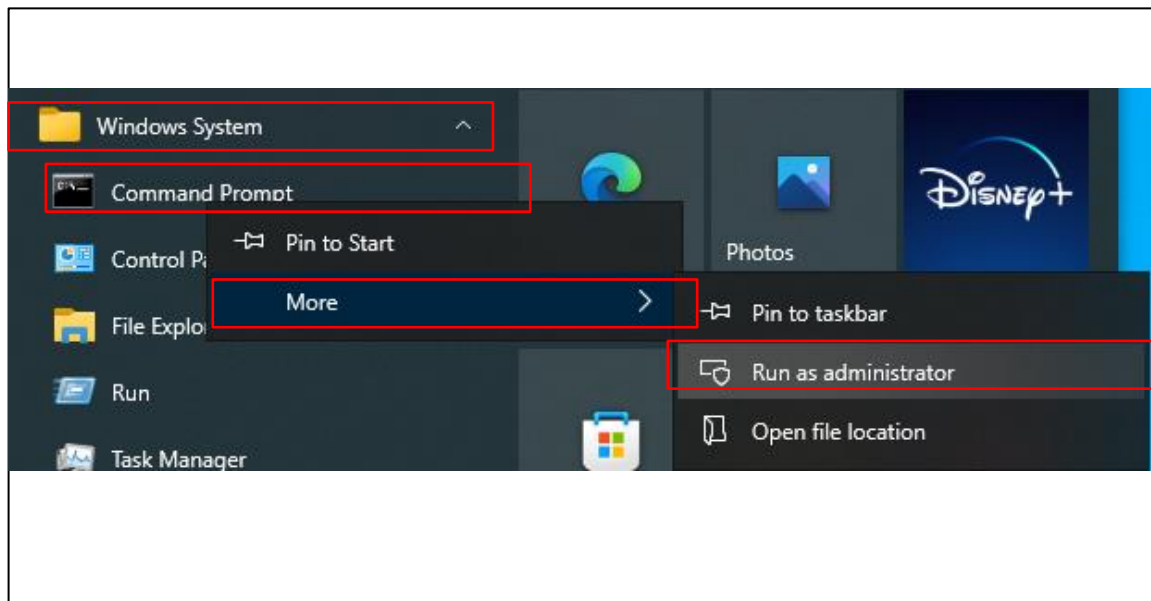 Windows System
Command Prompt
Pin to Start
Control Pa
Photos
More
Pin to taskbar
File Explo
Run as administrator
Run
Open file location
Task Manager
Disney+